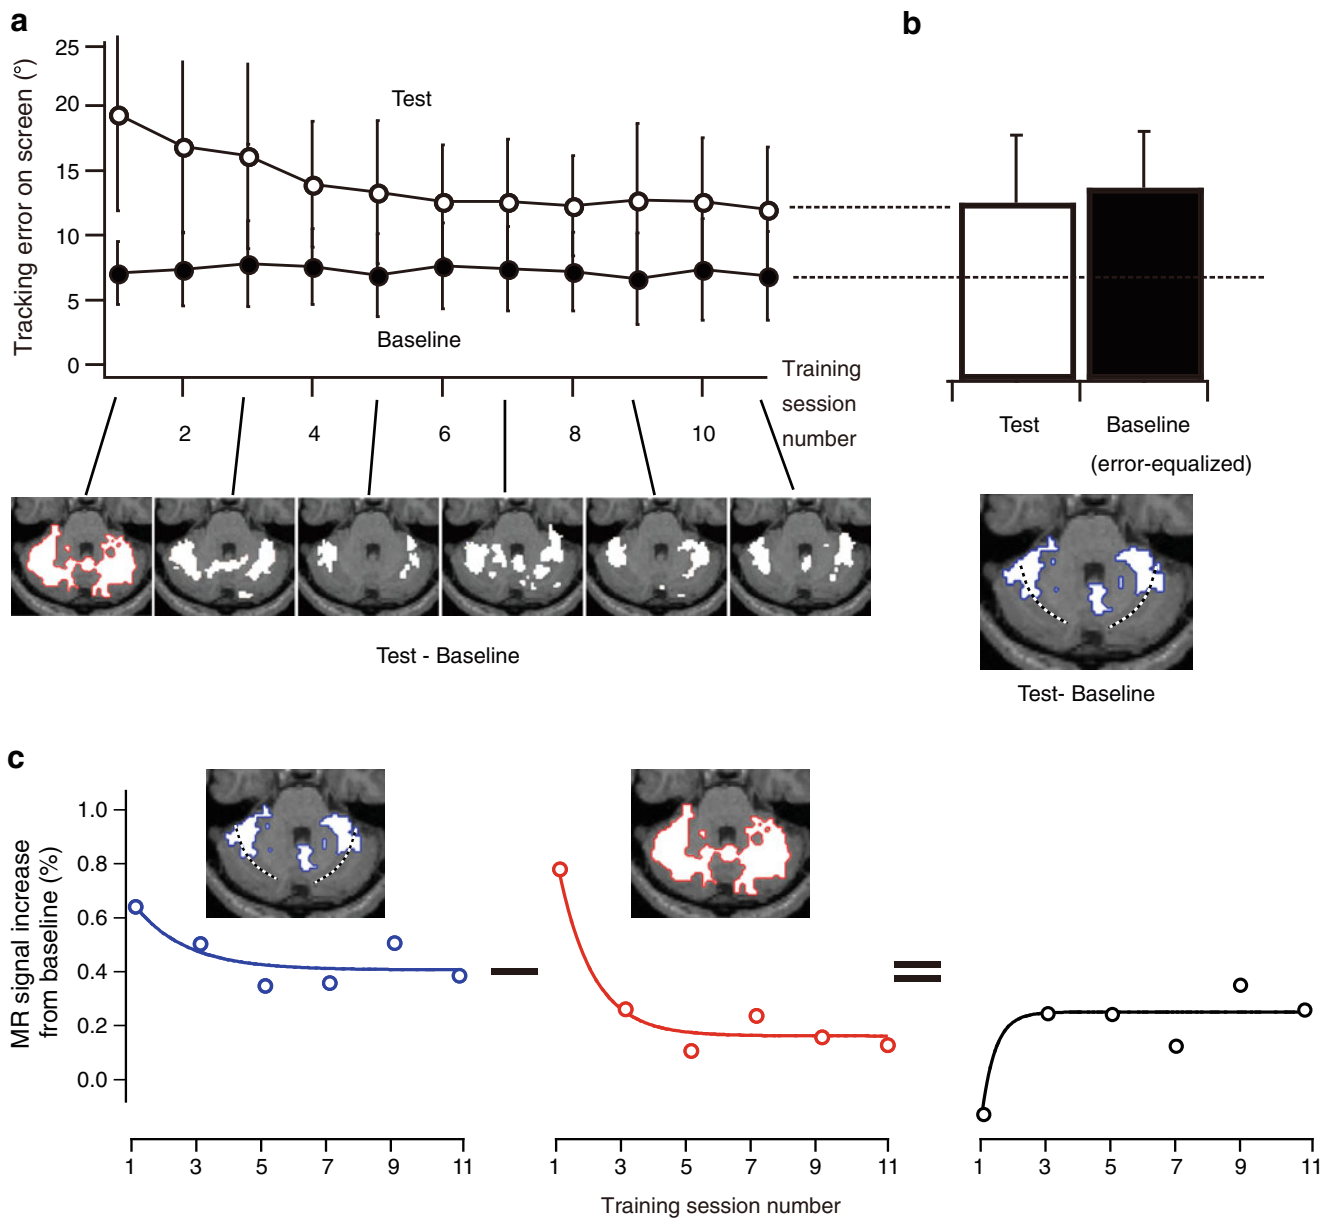 a
Tracking error on screen (°)
25
20
15
10
5
0
Test
Baseline
2
4
6
8
10
Training
session
number
Test - Baseline
b
Test
Baseline
(error-equalized)
Test- Baseline
c
MR signal increase
from baseline (%)
1.0
0.8
0.6
0.4
0.2
0.0
1 3 5 7 9 11
1 3 5 7 9 11
1 3 5 7 9 11
Training session number